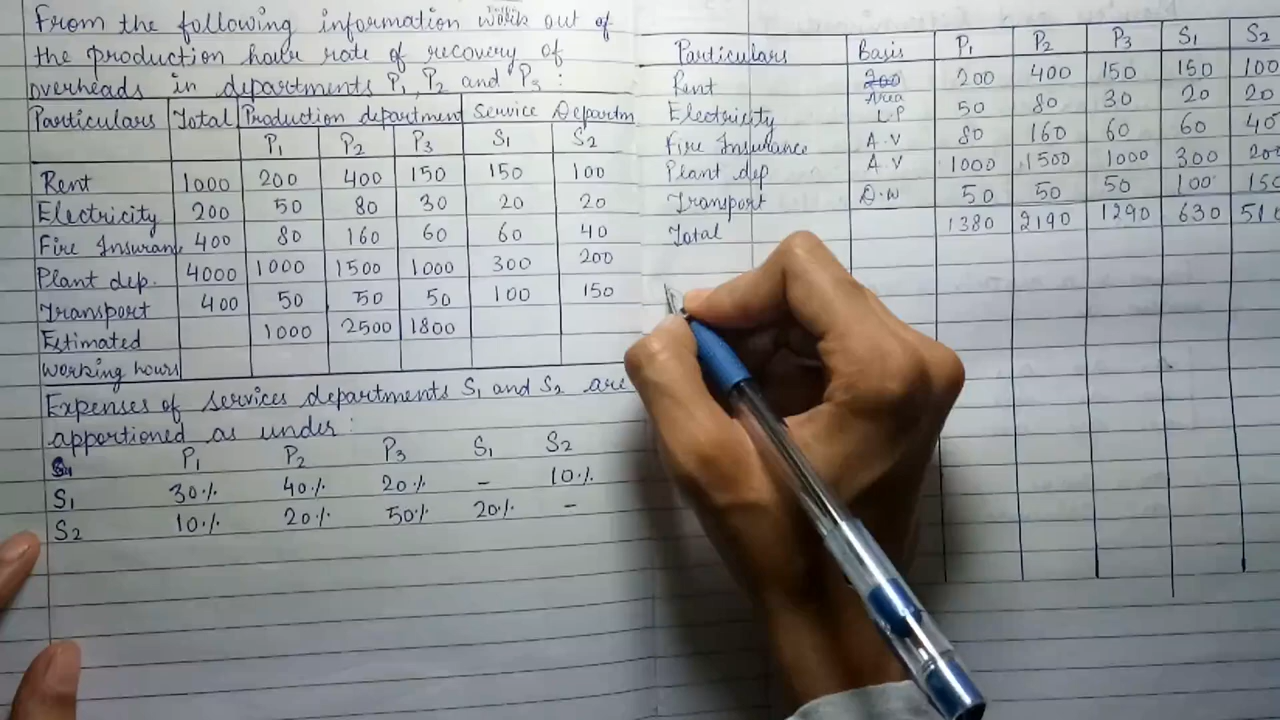 From the following information work out of
the production hour rate of recovery of
overheads in departments P1, P2 and P3 :
Particulars Total Production department Service Departm
P1 P2 P3 S1 S2
Rent 1000 200 400 150 150 100
Electricity 200 50 80 30 20 20
Fire Insuran 400 80 160 60 60 40
Plant dep. 4000 1000 1500 1000 300 200
Transport 400 50 50 50 100 150
Estimated 1000 2500 1800
working hours
Expenses of services departments S1 and S2 are
apportioned as under :
P1 P2 P3 S1 S2
S1 30% 40% 20% - 10%
S2 10% 20% 50% 20% -
Particulars Basis P1 P2 P3 S1 S2
Rent Area 200 400 150 150 100
Electricity L.P 50 80 30 20 20
Fire Insurance A.V 80 160 60 60 40
Plant dep A.V 1000 1500 1000 300 200
Transport D.W 50 50 50 100 150
Total 1380 2190 1290 630 510